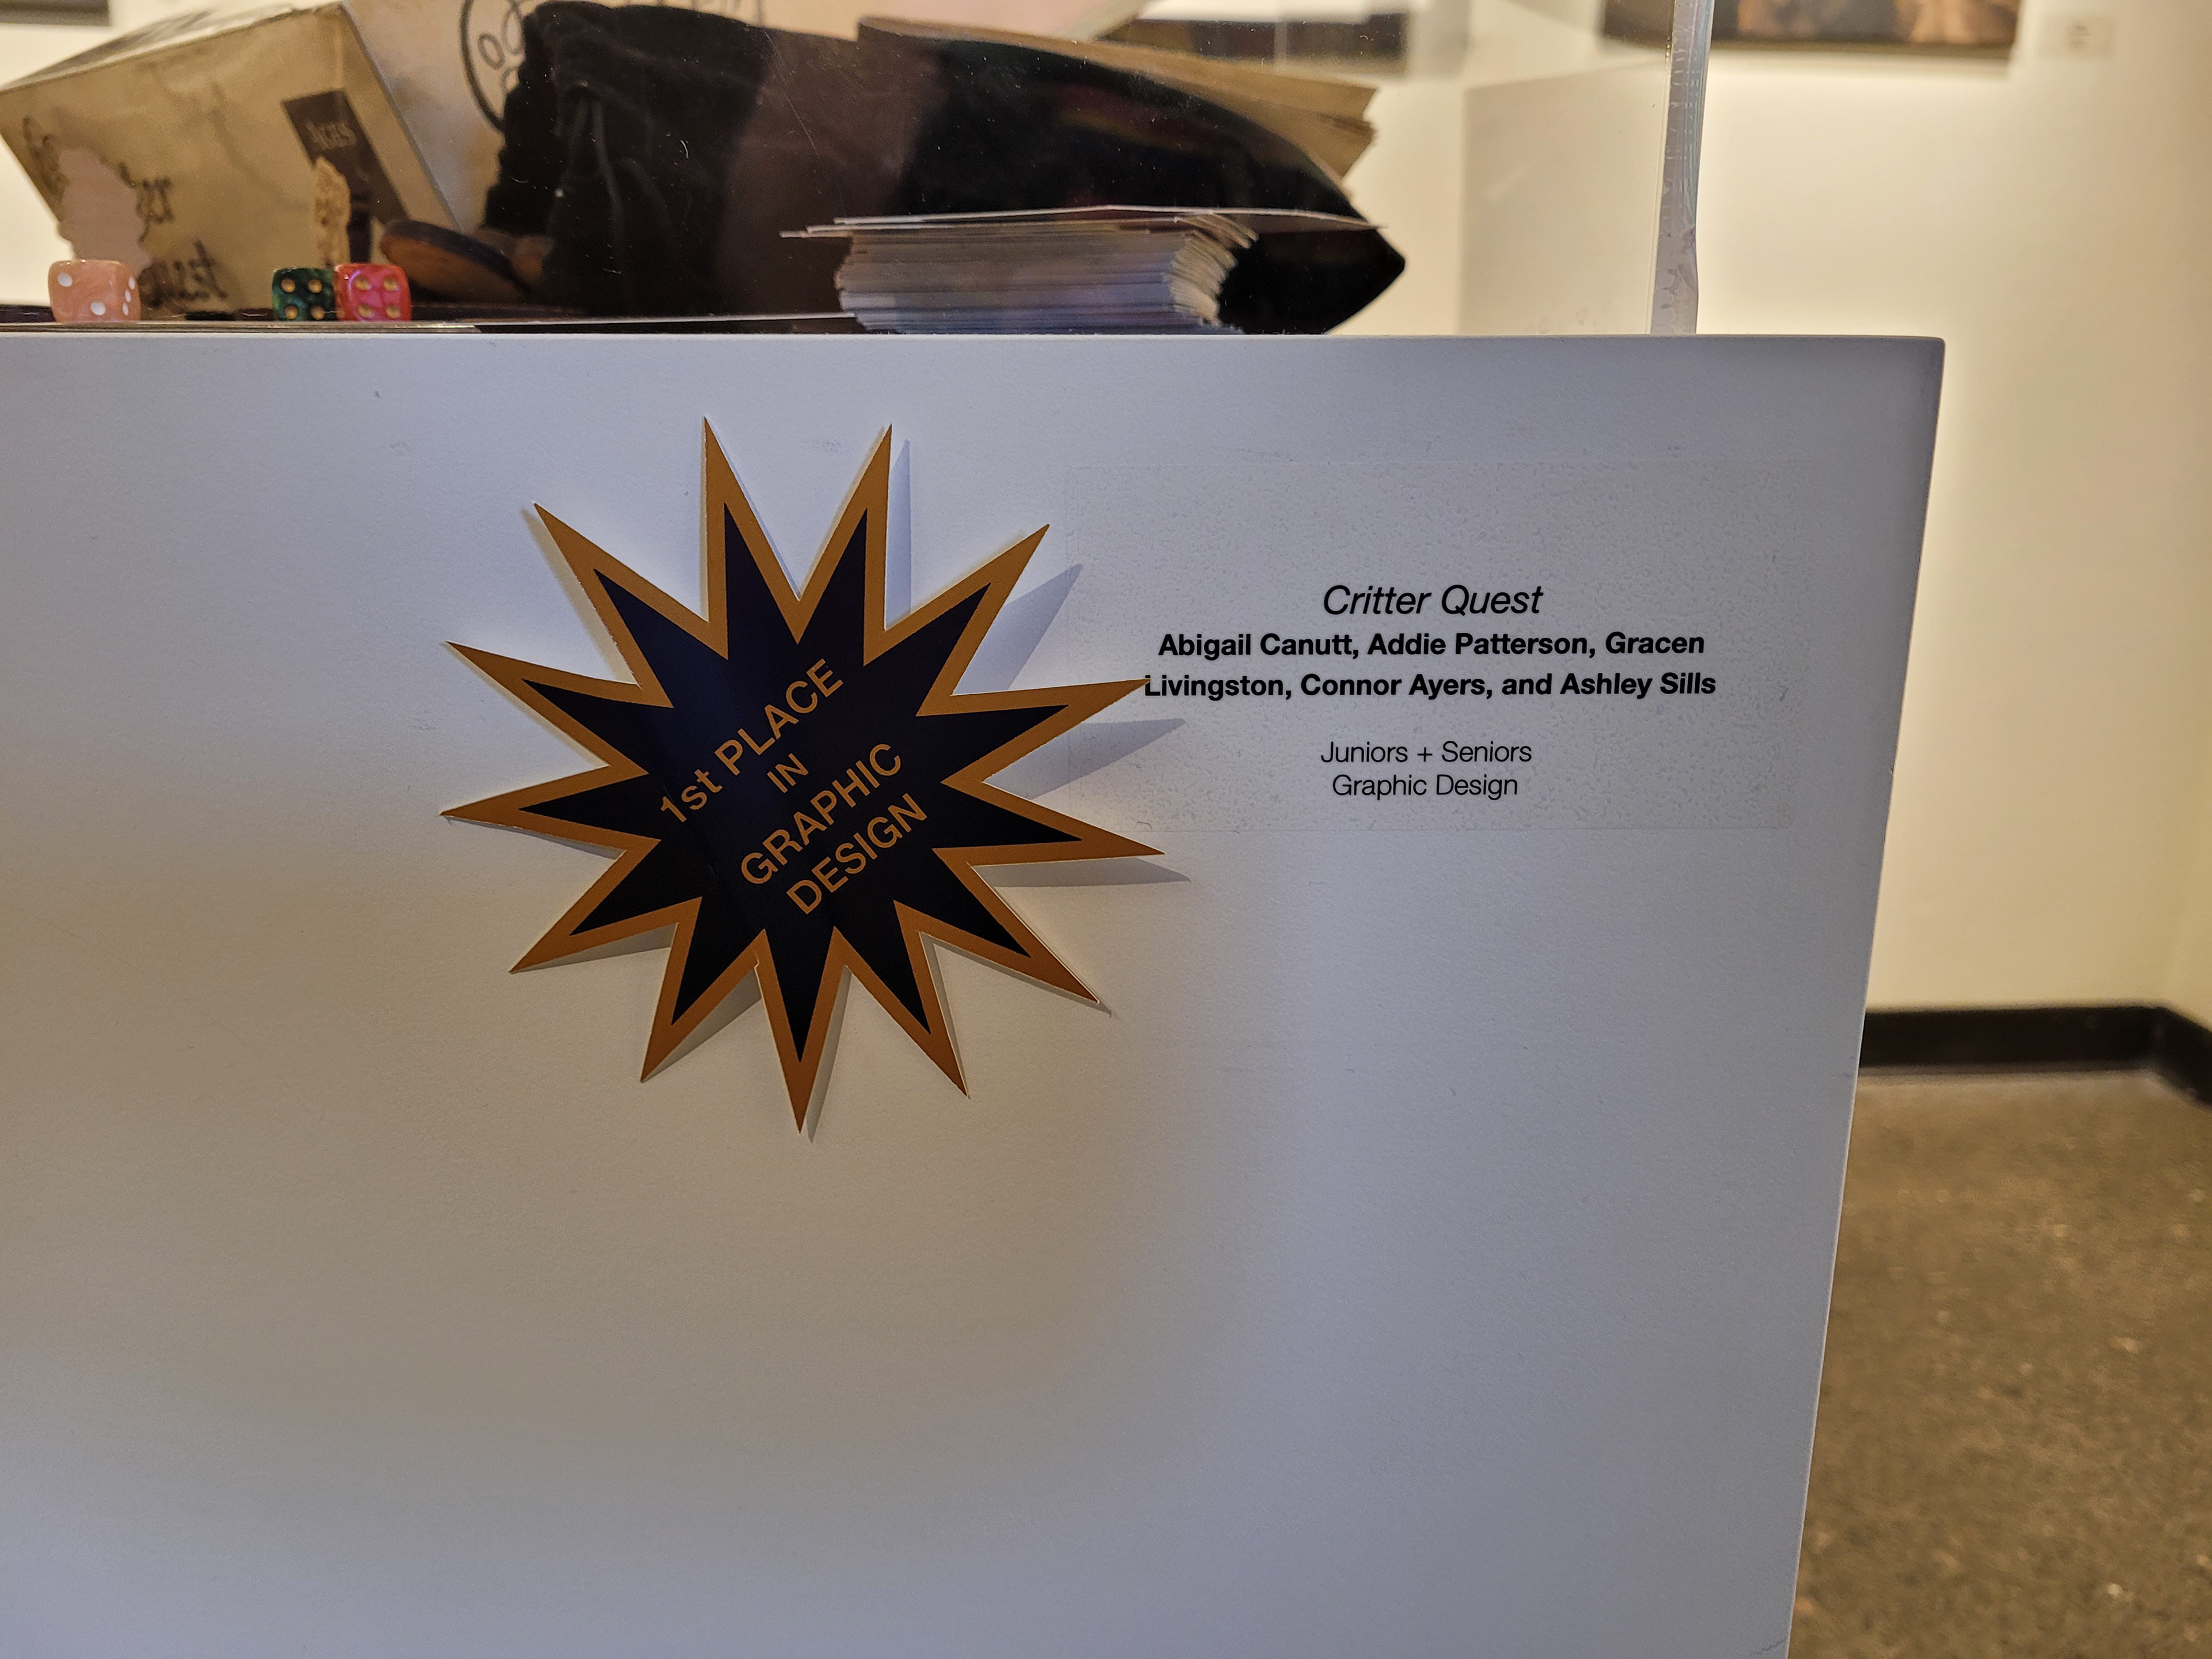 AGES
1st PLACE
IN
GRAPHIC
DESIGN
Critter Quest
Abigail Canutt, Addie Patterson, Gracen
Livingston, Connor Ayers, and Ashley Sills
Juniors + Seniors
Graphic Design